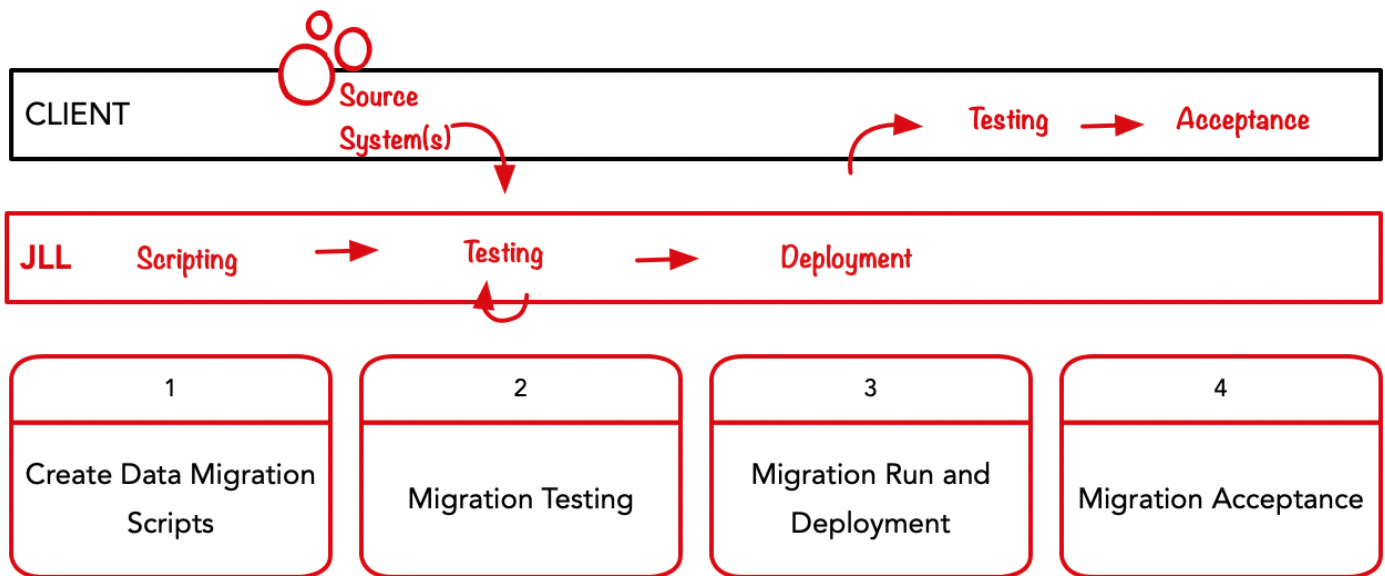 CLIENT
Source
System(s)
Testing
Acceptance
JLL
Scripting
Testing
Deployment
1
2
3
4
Create Data Migration
Scripts
Migration Testing
Migration Run and
Deployment
Migration Acceptance